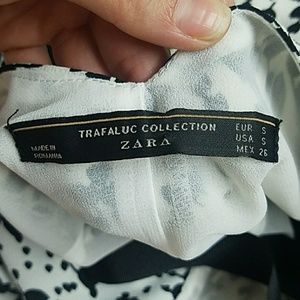 TRAFALUC COLLECTION
ZARA
MADE IN
ROMANIA
EUR S
USA S
MEX 26